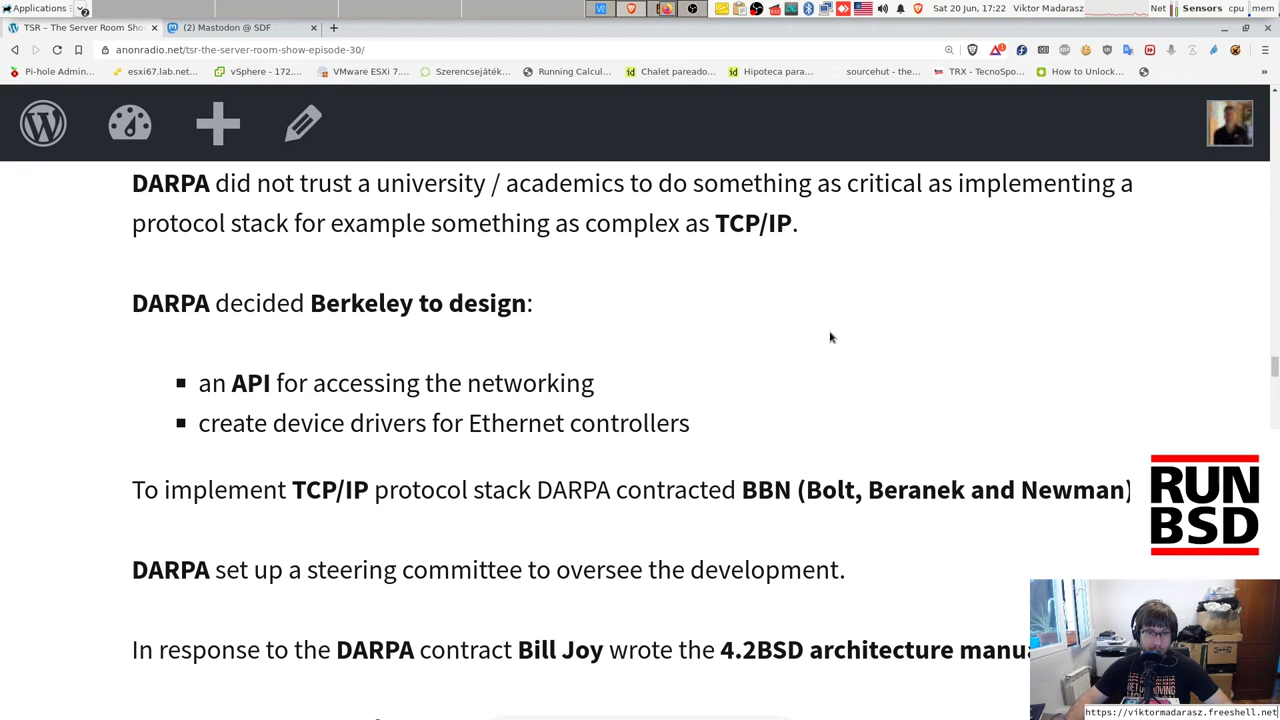 Applications
Sat 20 Jun, 17:22 Viktor Madarasz
Net
Sensors cpu
mem
TSR – The Server Room Sho
(2) Mastodon @ SDF
anonradio.net/tsr-the-server-room-show-episode-30/
Pi-hole Admin...
esxi67.lab.net...
vSphere - 172....
VMware ESXi 7....
Szerencsejáték...
Running Calcul...
Chalet pareado...
Hipoteca para...
sourcehut - the...
TRX - TecnoSpo...
How to Unlock...
»
DARPA did not trust a university / academics to do something as critical as implementing a
protocol stack for example something as complex as TCP/IP.
DARPA decided Berkeley to design:
an API for accessing the networking
create device drivers for Ethernet controllers
To implement TCP/IP protocol stack DARPA contracted BBN (Bolt, Beranek and Newman)
RUN
BSD
DARPA set up a steering committee to oversee the development.
In response to the DARPA contract Bill Joy wrote the 4.2BSD architecture manu
https://viktormadarasz.freeshell.net